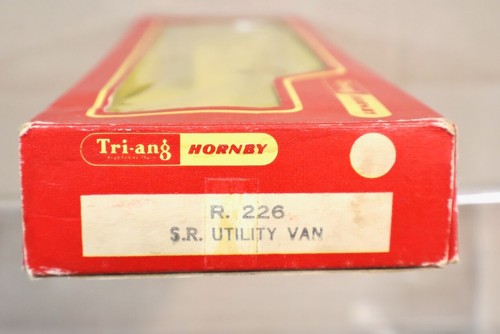 Tri-ang HORNBY
R. 226
S.R. UTILITY VAN